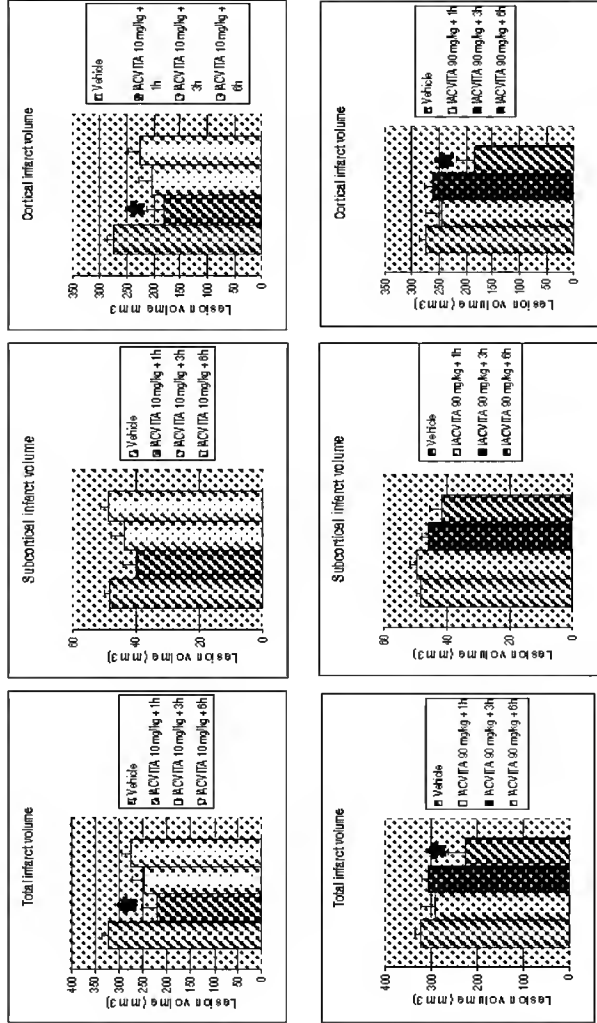 Total infarct volume
Lesion volume (mm3)
400
350
300
250
200
150
100
50
0
Vehicle
IACVITA 10 mg/kg + 1h
IACVITA 10 mg/kg + 3h
IACVITA 10 mg/kg + 6h
Subcortical infarct volume
Lesion volume (mm3)
60
40
20
0
Vehicle
IACVITA 10 mg/kg + 1h
IACVITA 10 mg/kg + 3h
IACVITA 10 mg/kg + 6h
Cortical infarct volume
Lesion volume mm3
350
300
250
200
150
100
50
0
Vehicle
IACVITA 10 mg/kg +
1h
IACVITA 10 mg/kg +
3h
IACVITA 10 mg/kg +
6h
Total infarct volume
Lesion volume (mm3)
400
300
200
100
0
Vehicle
IACVITA 90 mg/kg + 1h
IACVITA 90 mg/kg + 3h
IACVITA 90 mg/kg + 6h
Subcortical infarct volume
Lesion volume (mm3)
60
40
20
0
Vehicle
IACVITA 90 mg/kg + 1h
IACVITA 90 mg/kg + 3h
IACVITA 90 mg/kg + 6h
Cortical infarct volume
Lesion volume (mm3)
350
300
250
200
150
100
50
0
Vehicle
IACVITA 90 mg/kg + 1h
IACVITA 90 mg/kg + 3h
IACVITA 90 mg/kg + 6h